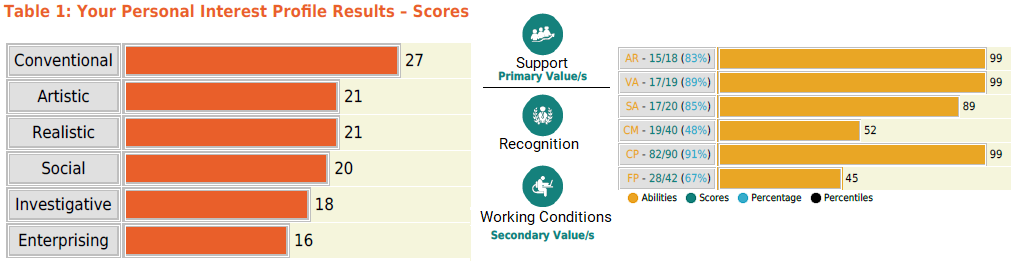 Table 1: Your Personal Interest Profile Results – Scores
Conventional 27
Artistic 21
Realistic 21
Social 20
Investigative 18
Enterprising 16
Support
Primary Value/s
Recognition
Working Conditions
Secondary Value/s
AR - 15/18 (83%) 99
VA - 17/19 (89%) 99
SA - 17/20 (85%) 89
CM - 19/40 (48%) 52
CP - 82/90 (91%) 99
FP - 28/42 (67%) 45
Abilities Scores Percentage Percentiles